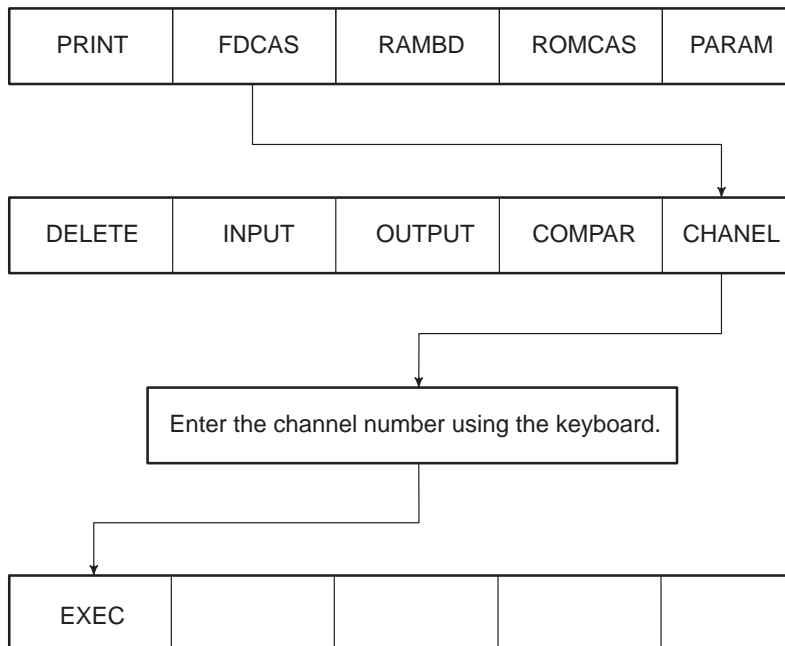 PRINT FDCAS RAMBD ROMCAS PARAM
DELETE INPUT OUTPUT COMPAR CHANEL
Enter the channel number using the keyboard.
EXEC